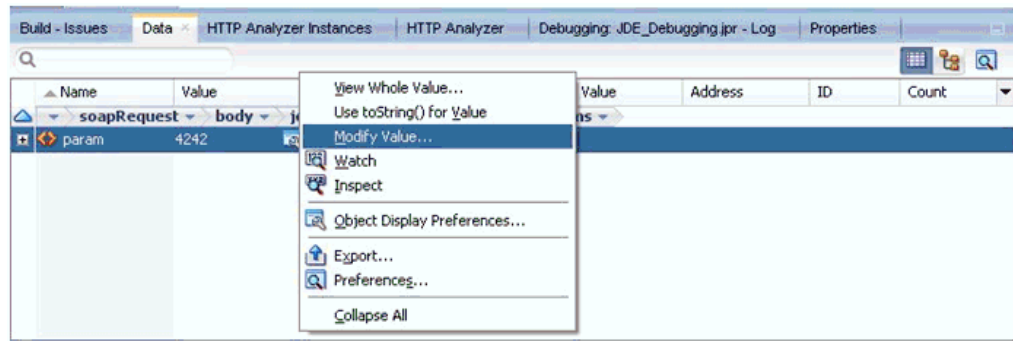 Build - Issues Data HTTP Analyzer Instances HTTP Analyzer Debugging: JDE_Debugging.jpr - Log Properties
Name Value Value Address ID Count
soapRequest body
param 4242
View Whole Value...
Use toString() for Value
Modify Value...
Watch
Inspect
Object Display Preferences...
Export...
Preferences...
Collapse All